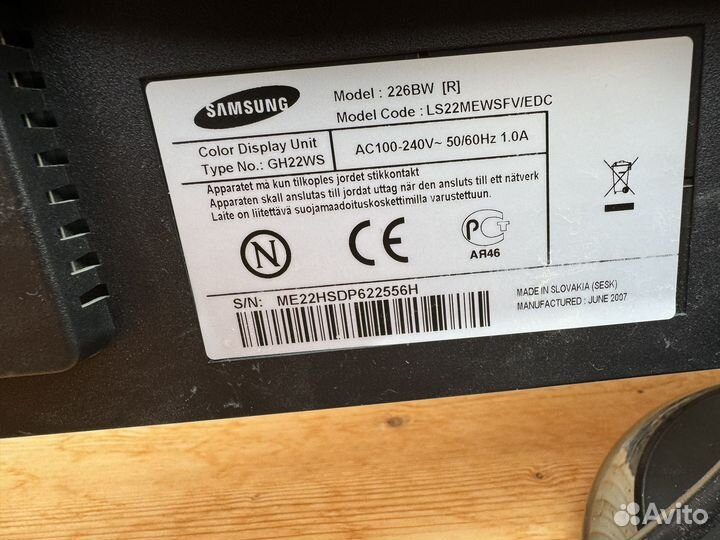 SAMSUNG
Model : 226BW [R]
Model Code : LS22MEWSFV/EDC
Color Display Unit
Type No.: GH22WS
AC100-240V~ 50/60Hz 1.0A
Apparatet må kun tilkoples jordet stikkontakt
Apparaten skall anslutas till jordat uttag när den ansluts till ett nätverk
Laite on liitettävä suojamaadoituskoskettimilla varustettuun.
N
CE
РСТ
АЯ46
S/N: ME22HSDP622556H
MADE IN SLOVAKIA (SESK)
MANUFACTURED : JUNE 2007
Avito